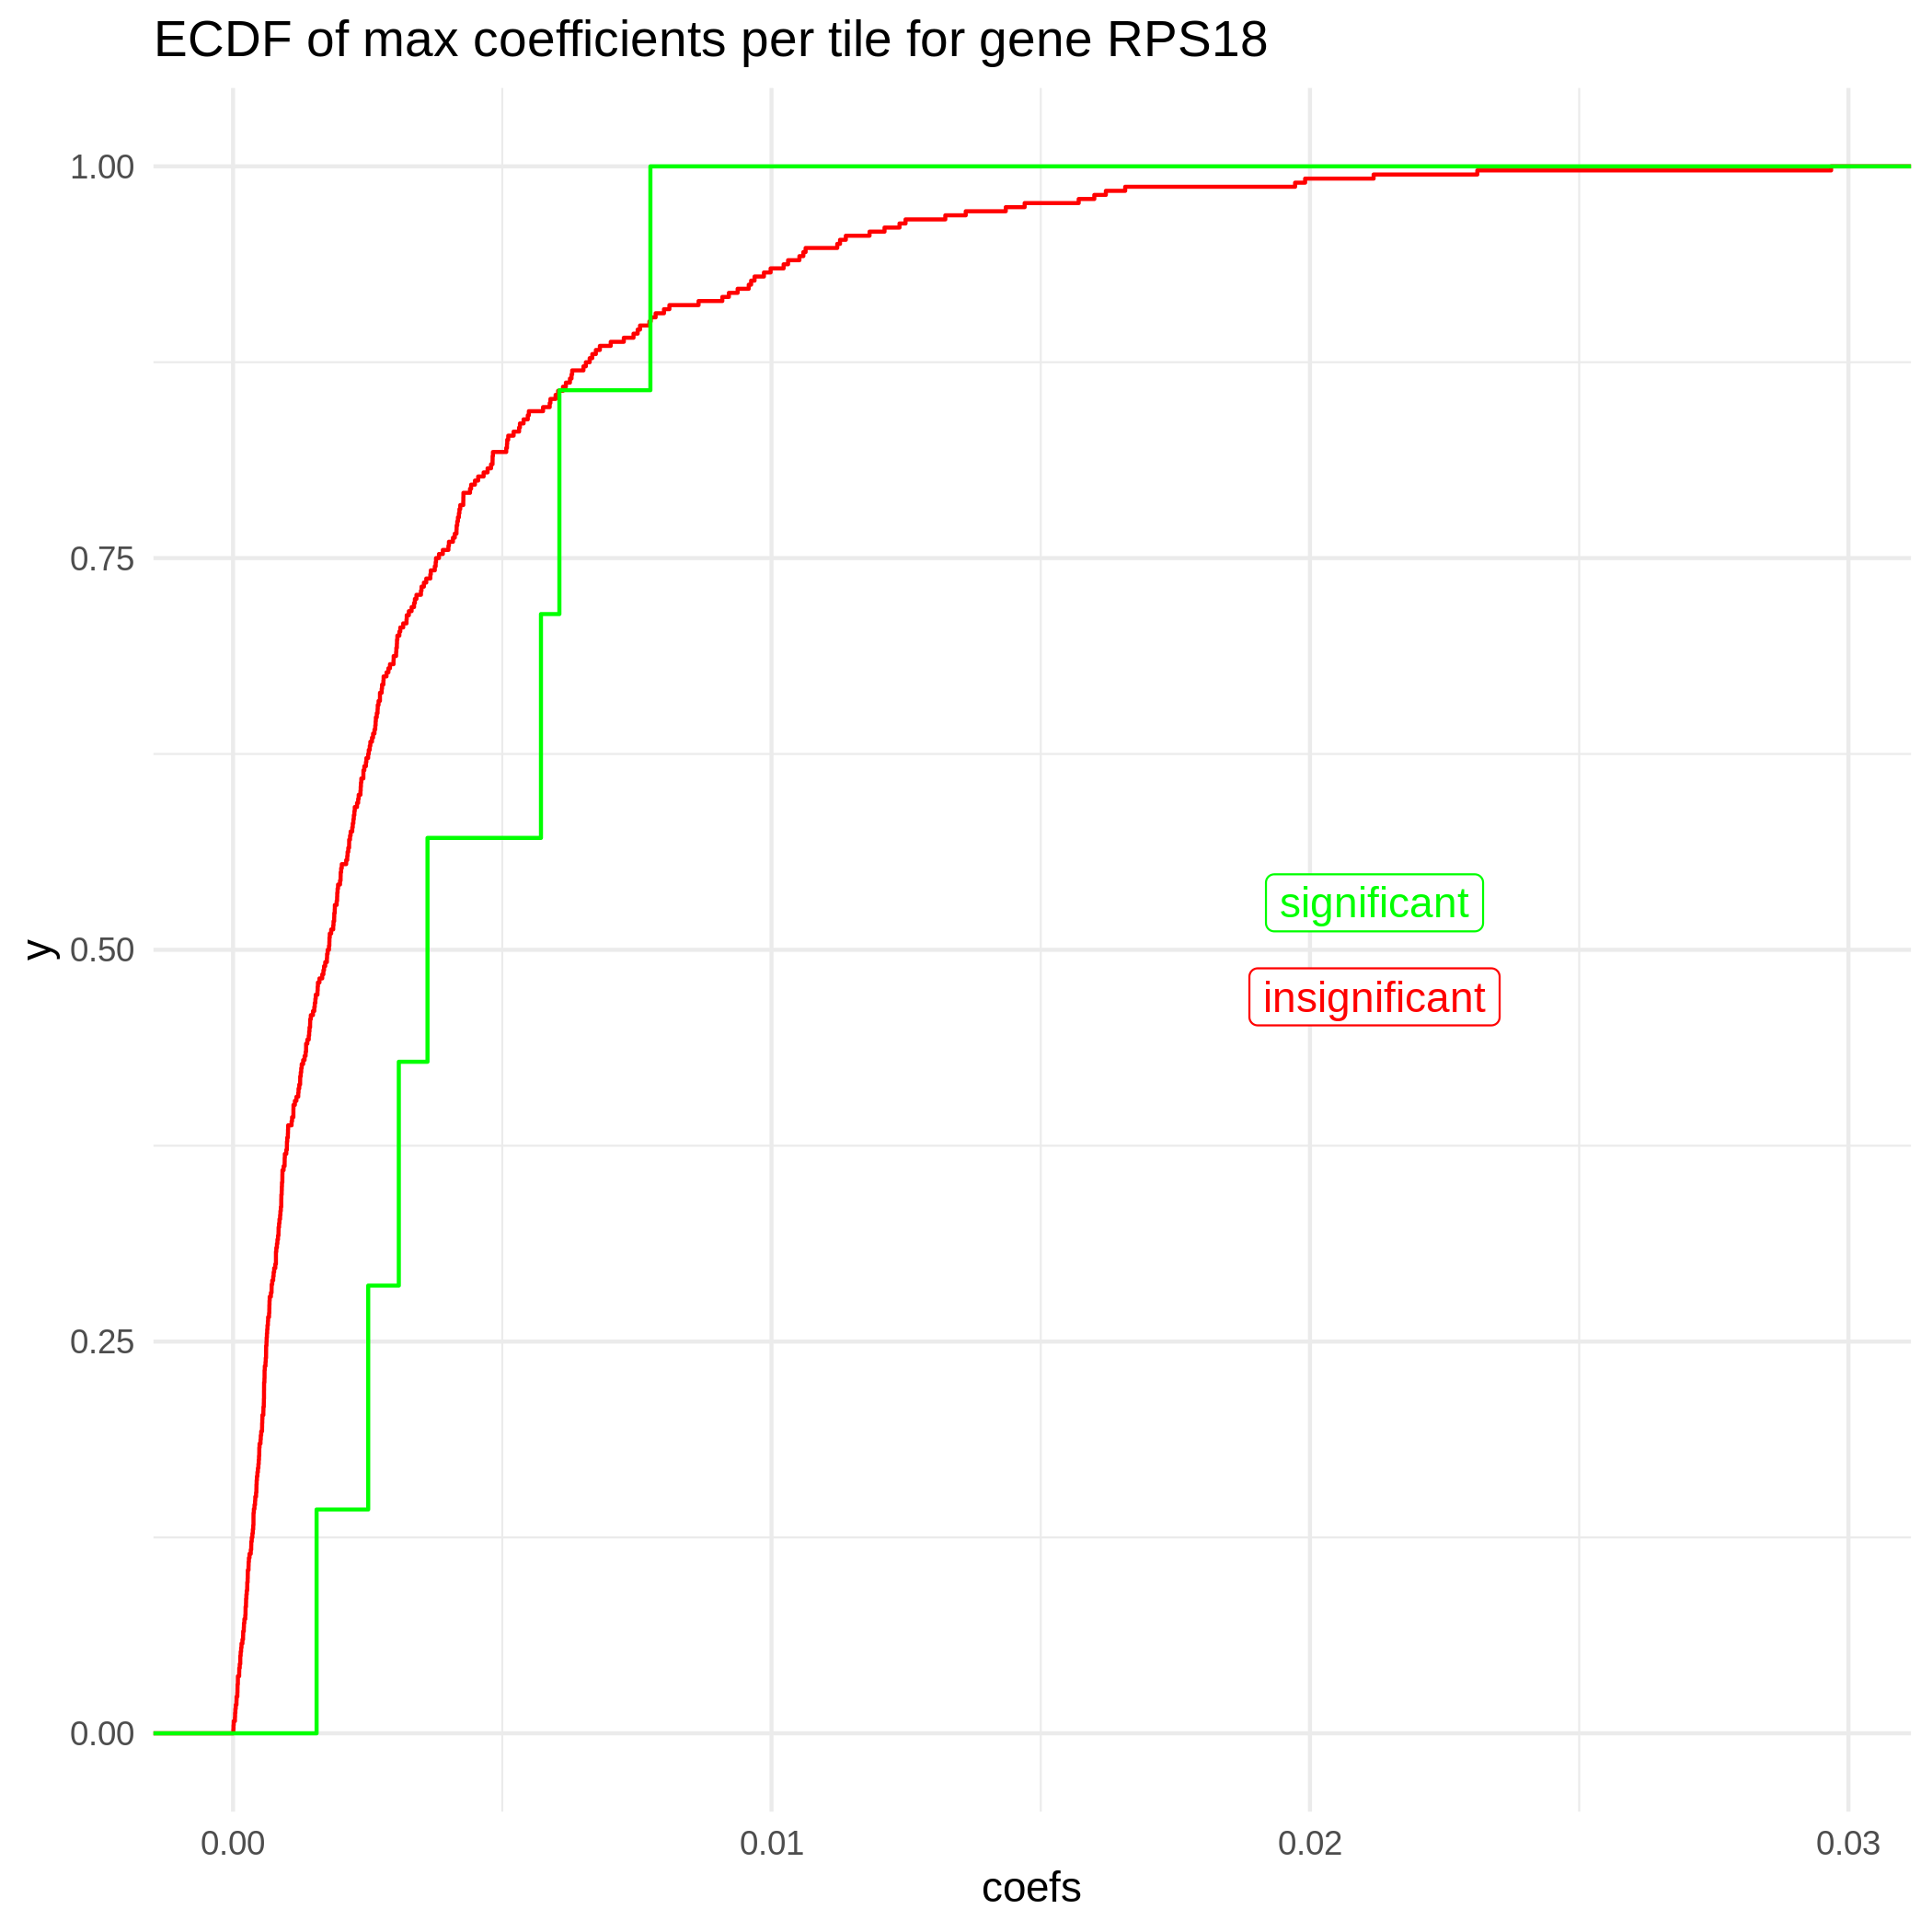 ECDF of max coefficients per tile for gene RPS18
1.00
0.75
0.50
0.25
0.00
y
significant
insignificant
0.00 0.01 0.02 0.03
coefs